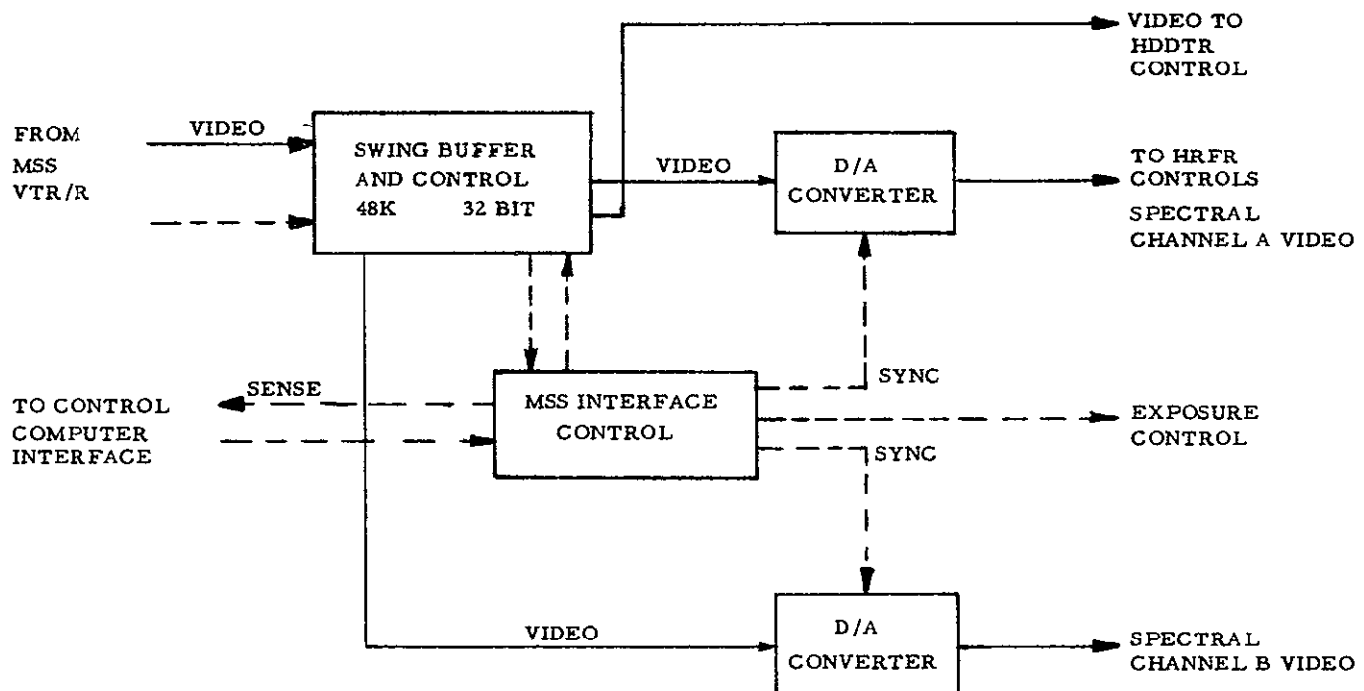 VIDEO TO
HDDTR
CONTROL
FROM
MSS
VTR/R
VIDEO
SWING BUFFER
AND CONTROL
48K 32 BIT
VIDEO
D/A
CONVERTER
TO HRFR
CONTROLS
SPECTRAL
CHANNEL A VIDEO
SYNC
SENSE
TO CONTROL
COMPUTER
INTERFACE
MSS INTERFACE
CONTROL
EXPOSURE
CONTROL
SYNC
VIDEO
D/A
CONVERTER
SPECTRAL
CHANNEL B VIDEO